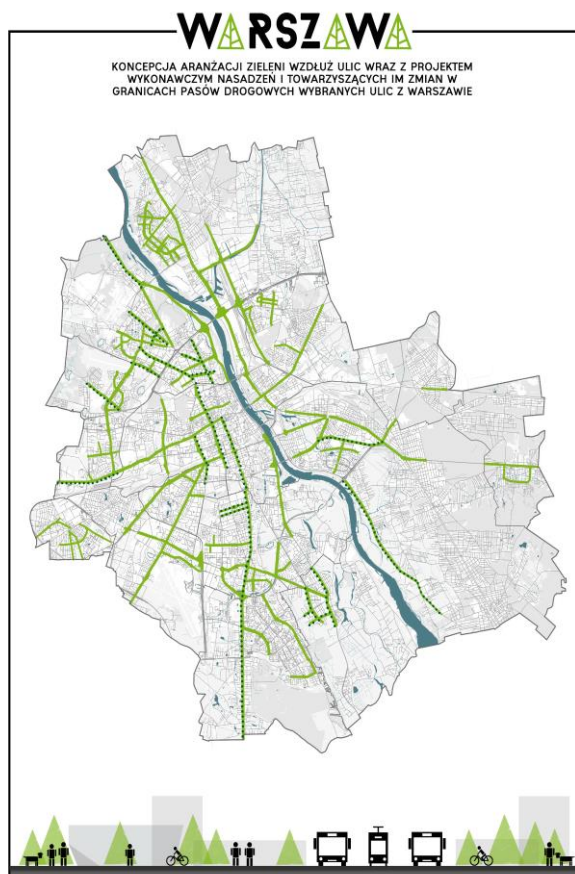 WARSZAWA
KONCEPCJA ARANŻACJI ZIELENI WZDŁUŻ ULIC WRAZ Z PROJEKTEM
WYKONAWCZYM NASADZEŃ I TOWARZYSZĄCYCH IM ZMIAN W
GRANICACH PASÓW DROGOWYCH WYBRANYCH ULIC Z WARSZAWIE